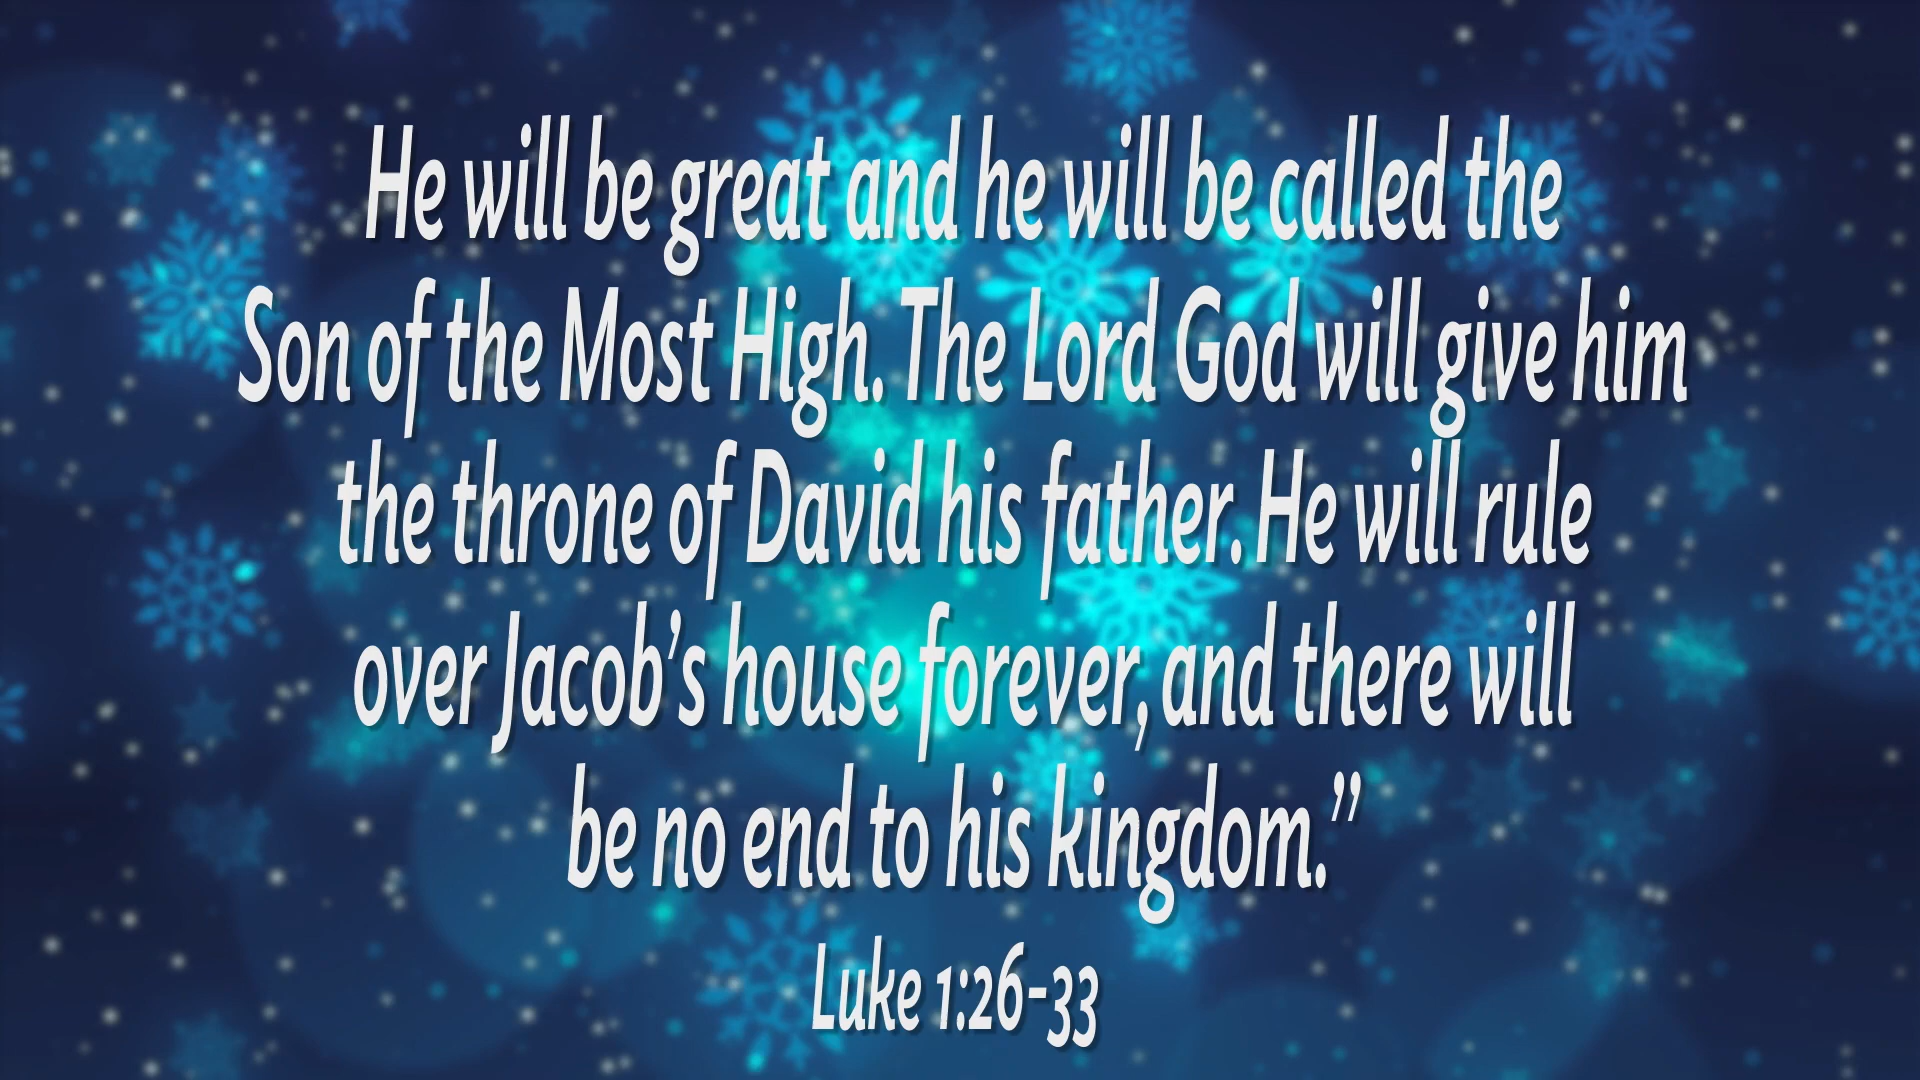 He will be great and he will be called the
Son of the Most High. The Lord God will give him
the throne of David his father. He will rule
over Jacob’s house forever, and there will
be no end to his kingdom.”
Luke 1:26-33